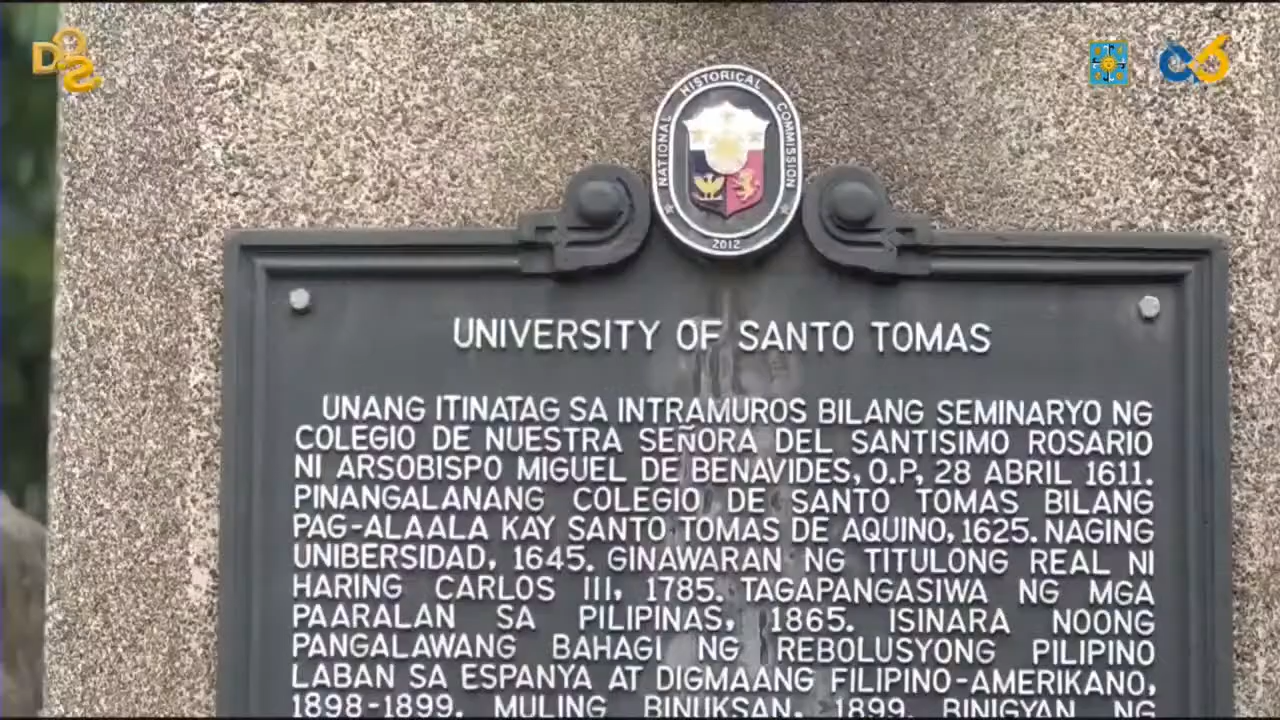 NATIONAL HISTORICAL COMMISSION
2012
UNIVERSITY OF SANTO TOMAS
UNANG ITINATAG SA INTRAMUROS BILANG SEMINARYO NG
COLEGIO DE NUESTRA SEÑORA DEL SANTISIMO ROSARIO
NI ARSOBISPO MIGUEL DE BENAVIDES, O.P., 28 ABRIL 1611.
PINANGALANANG COLEGIO DE SANTO TOMAS BILANG
PAG-ALAALA KAY SANTO TOMAS DE AQUINO, 1625. NAGING
UNIBERSIDAD, 1645. GINAWARAN NG TITULONG REAL NI
HARING CARLOS III, 1785. TAGAPANGASIWA NG MGA
PAARALAN SA PILIPINAS, 1865. ISINARA NOONG
PANGALAWANG BAHAGI NG REBOLUSYONG PILIPINO
LABAN SA ESPANYA AT DIGMAANG FILIPINO-AMERIKANO,
1898-1899. MULING BINUKSAN, 1899. BINIGYAN NG